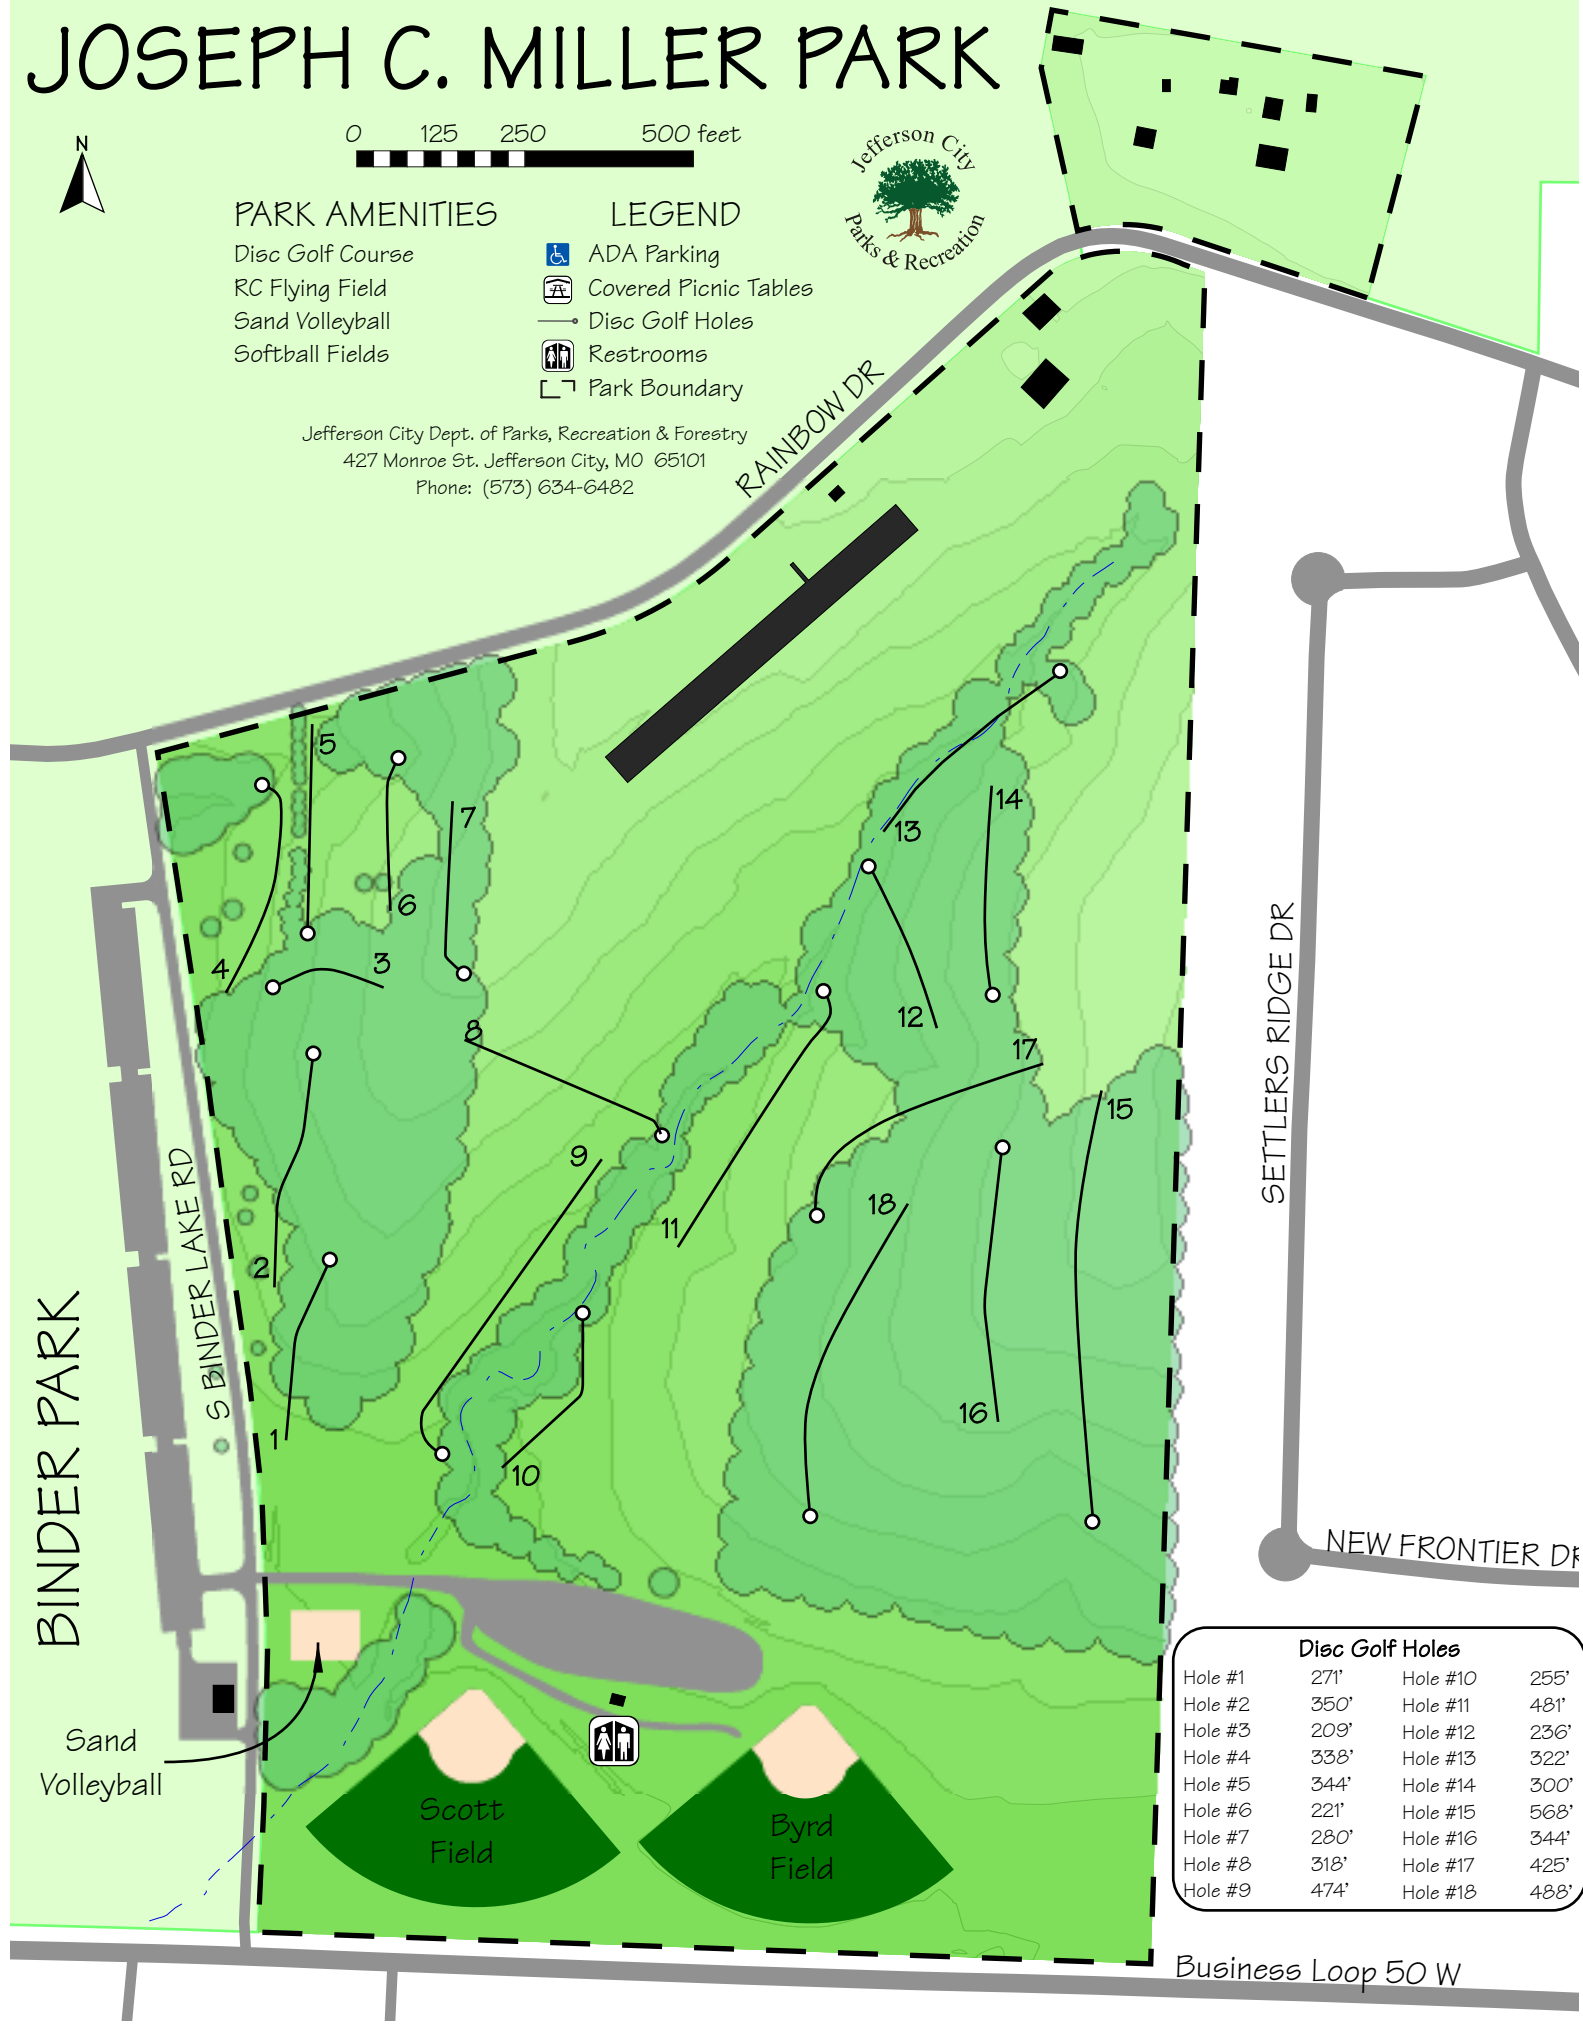 JOSEPH C. MILLER PARK
N
0 125 250 500 feet
Jefferson City
Parks & Recreation
PARK AMENITIES
Disc Golf Course
RC Flying Field
Sand Volleyball
Softball Fields
LEGEND
ADA Parking
Covered Picnic Tables
Disc Golf Holes
Restrooms
Park Boundary
Jefferson City Dept. of Parks, Recreation & Forestry
427 Monroe St. Jefferson City, MO 65101
Phone: (573) 634-6482
RAINBOW DR
5
7
14
13
6
4
3
12
8
17
15
9
11
18
2
16
1
10
SETTLERS RIDGE DR
S BINDER LAKE RD
BINDER PARK
NEW FRONTIER DR
Sand
Volleyball
Scott
Field
Byrd
Field
Disc Golf Holes
Hole #1 271' Hole #10 255'
Hole #2 350' Hole #11 481'
Hole #3 209' Hole #12 236'
Hole #4 338' Hole #13 322'
Hole #5 344' Hole #14 300'
Hole #6 221' Hole #15 568'
Hole #7 280' Hole #16 344'
Hole #8 318' Hole #17 425'
Hole #9 474' Hole #18 488'
Business Loop 50 W